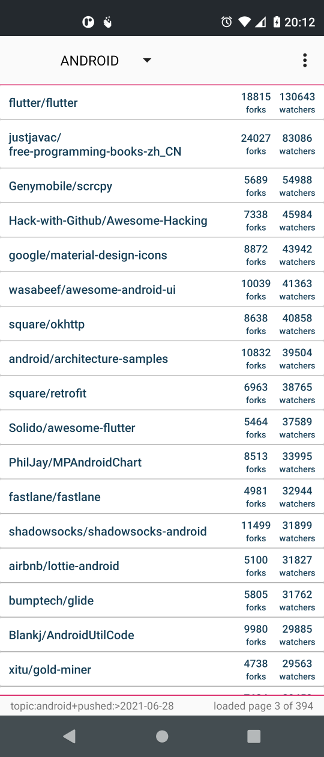 20:12
ANDROID
flutter/flutter 18815 130643
forks watchers
justjavac/
free-programming-books-zh_CN 24027 83086
forks watchers
Genymobile/scrcpy 5689 54988
forks watchers
Hack-with-Github/Awesome-Hacking 7338 45984
forks watchers
google/material-design-icons 8872 43942
forks watchers
wasabeef/awesome-android-ui 10039 41363
forks watchers
square/okhttp 8638 40858
forks watchers
android/architecture-samples 10832 39504
forks watchers
square/retrofit 6963 38765
forks watchers
Solido/awesome-flutter 5464 37589
forks watchers
PhilJay/MPAndroidChart 8513 33995
forks watchers
fastlane/fastlane 4981 32944
forks watchers
shadowsocks/shadowsocks-android 11499 31899
forks watchers
airbnb/lottie-android 5100 31827
forks watchers
bumptech/glide 5805 31762
forks watchers
Blankj/AndroidUtilCode 9980 29885
forks watchers
xitu/gold-miner 4738 29563
forks watchers
topic:android+pushed:>2021-06-28 loaded page 3 of 394